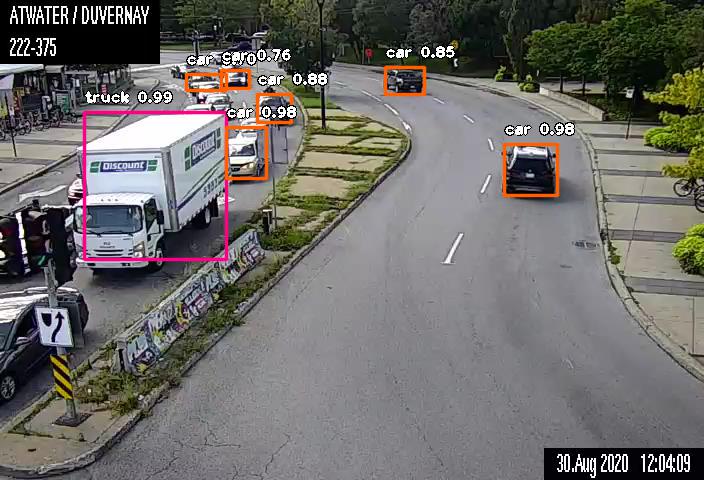 ATWATER / DUVERNAY
222-375
car 0.76
car 0.85
car 0.88
truck 0.99
car 0.98
car 0.98
DISCOUNT
DISCOUNT
30.Aug 2020 12:04:09